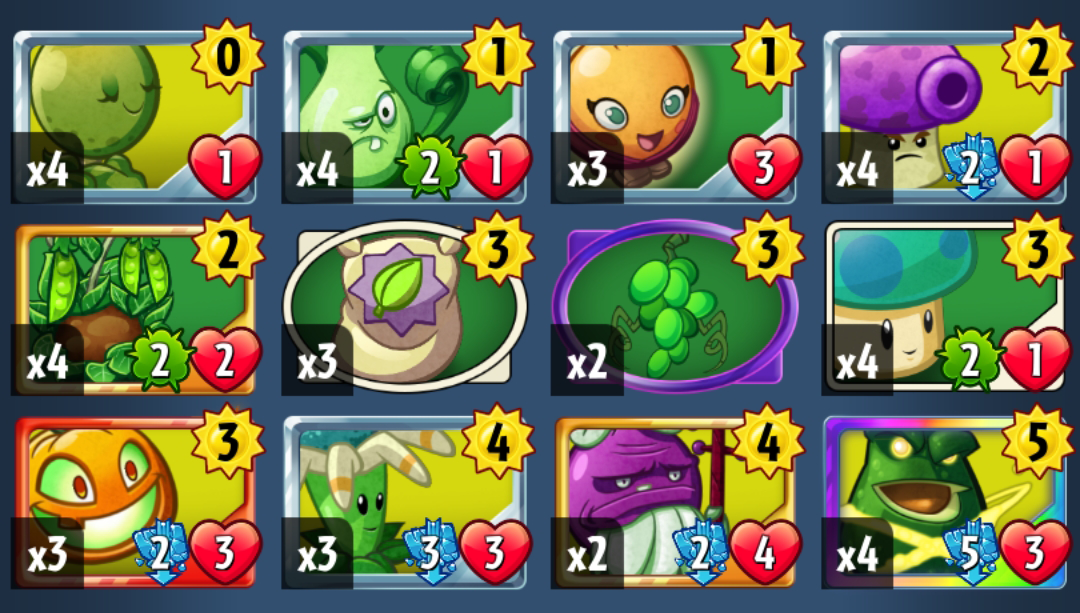 0 1 1 2
x4 1 x4 2 1 x3 3 x4 2 1
2 3 3 3
x4 2 2 x3 x2 x4 2 1
3 4 4 5
x3 2 3 x3 3 3 x2 2 4 x4 5 3